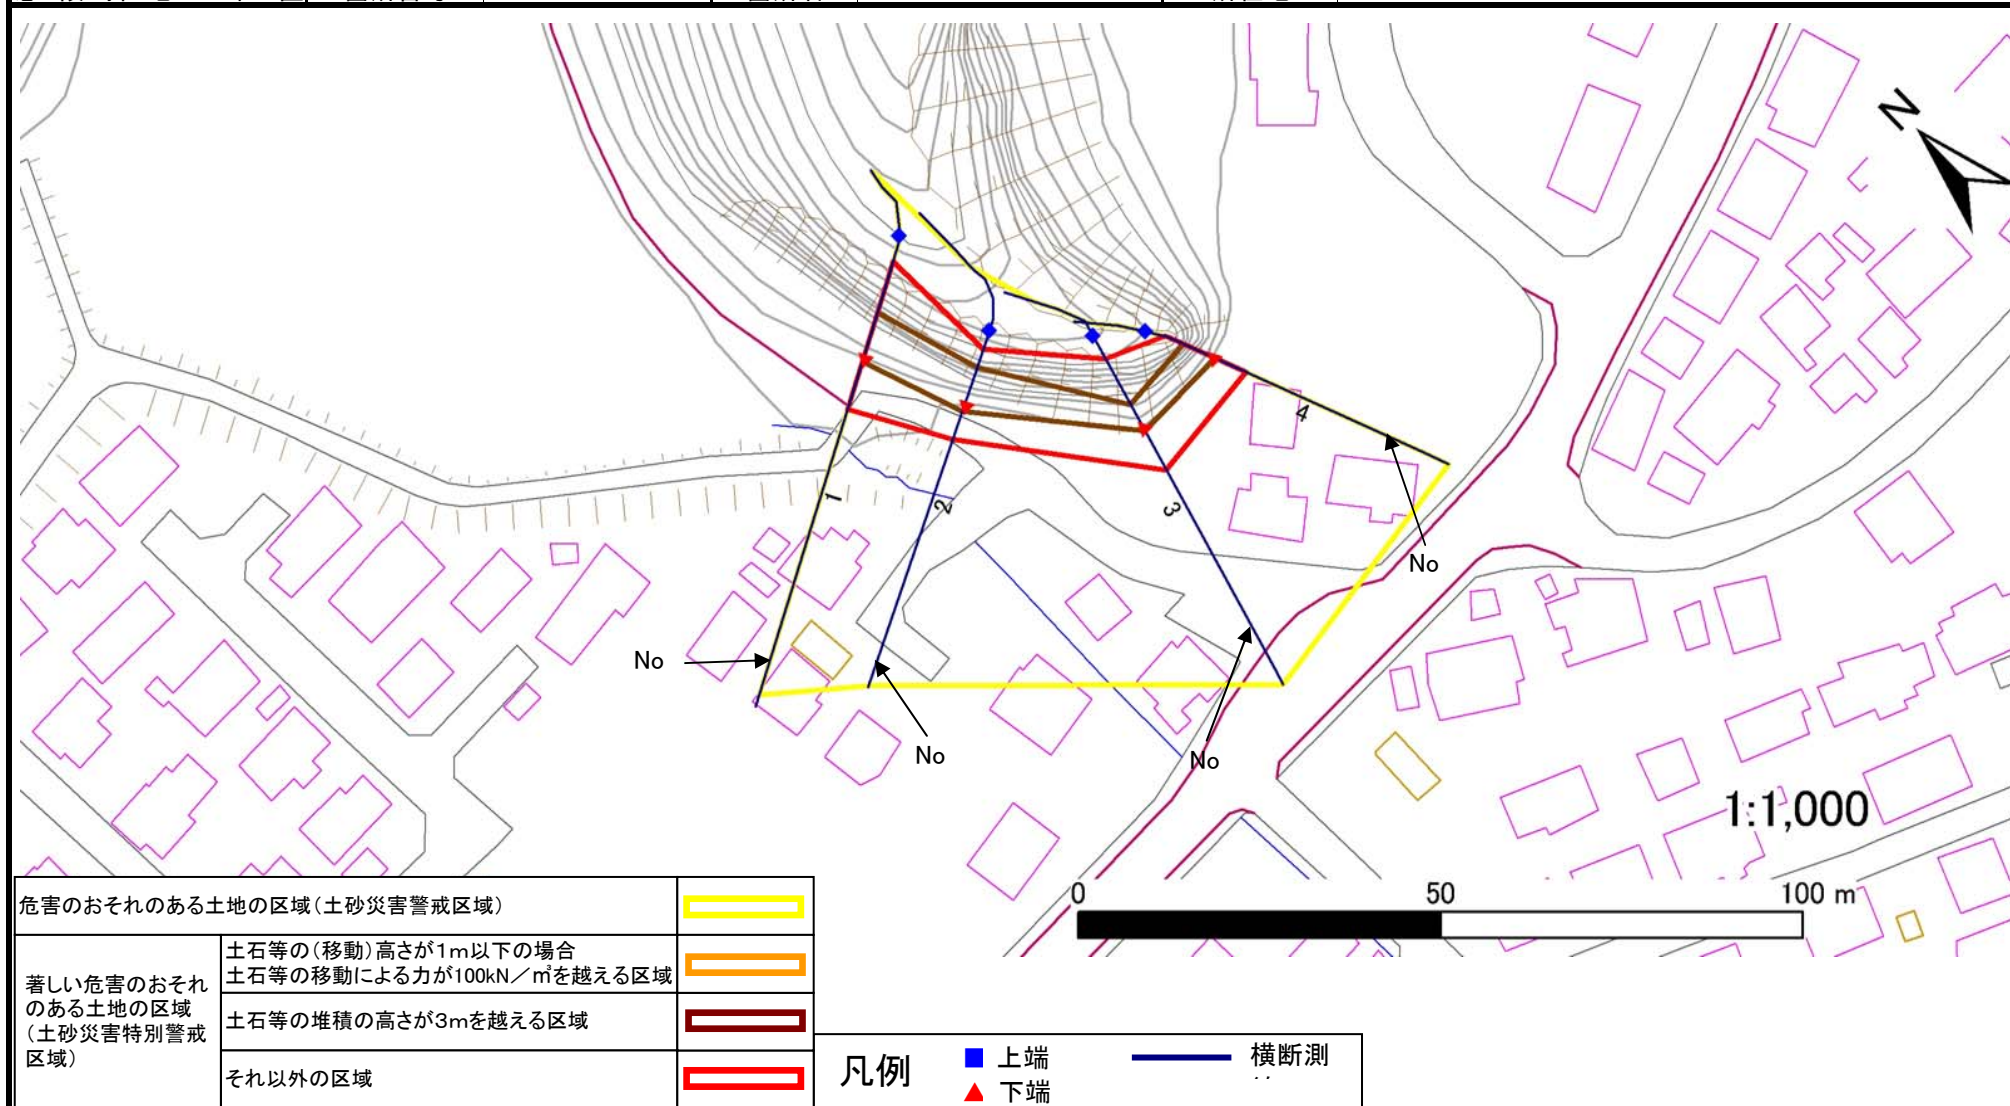 N
1
2
3
4
No
No
No
No
1:1,000
0 50 100 m
危害のおそれのある土地の区域(土砂災害警戒区域)
著しい危害のおそれ
のある土地の区域
(土砂災害特別警戒
区域)
土石等の(移動)高さが1m以下の場合
土石等の移動による力が100kN/㎡を越える区域
土石等の堆積の高さが3mを越える区域
それ以外の区域
凡例
上端
下端
横断測